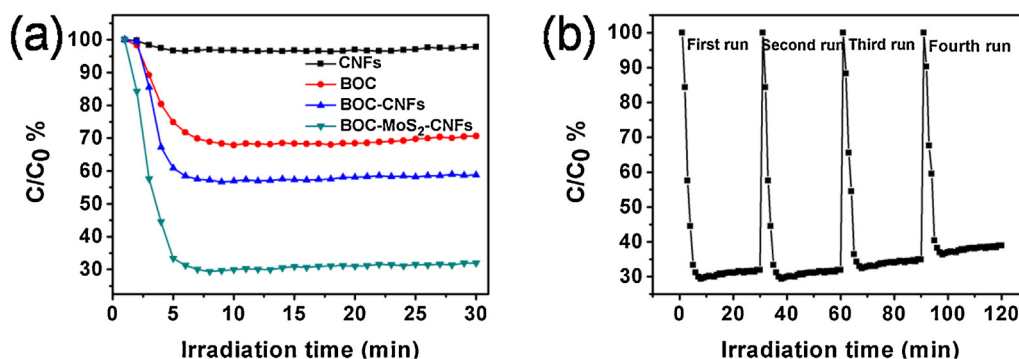 (a)
100
90
80
70
60
50
40
30
C/C0 %
CNFs
BOC
BOC-CNFs
BOC-MoS2-CNFs
0 5 10 15 20 25 30
Irradiation time (min)
(b)
100
90
80
70
60
50
40
30
C/C0 %
First run Second run Third run Fourth run
0 20 40 60 80 100 120
Irradiation time (min)